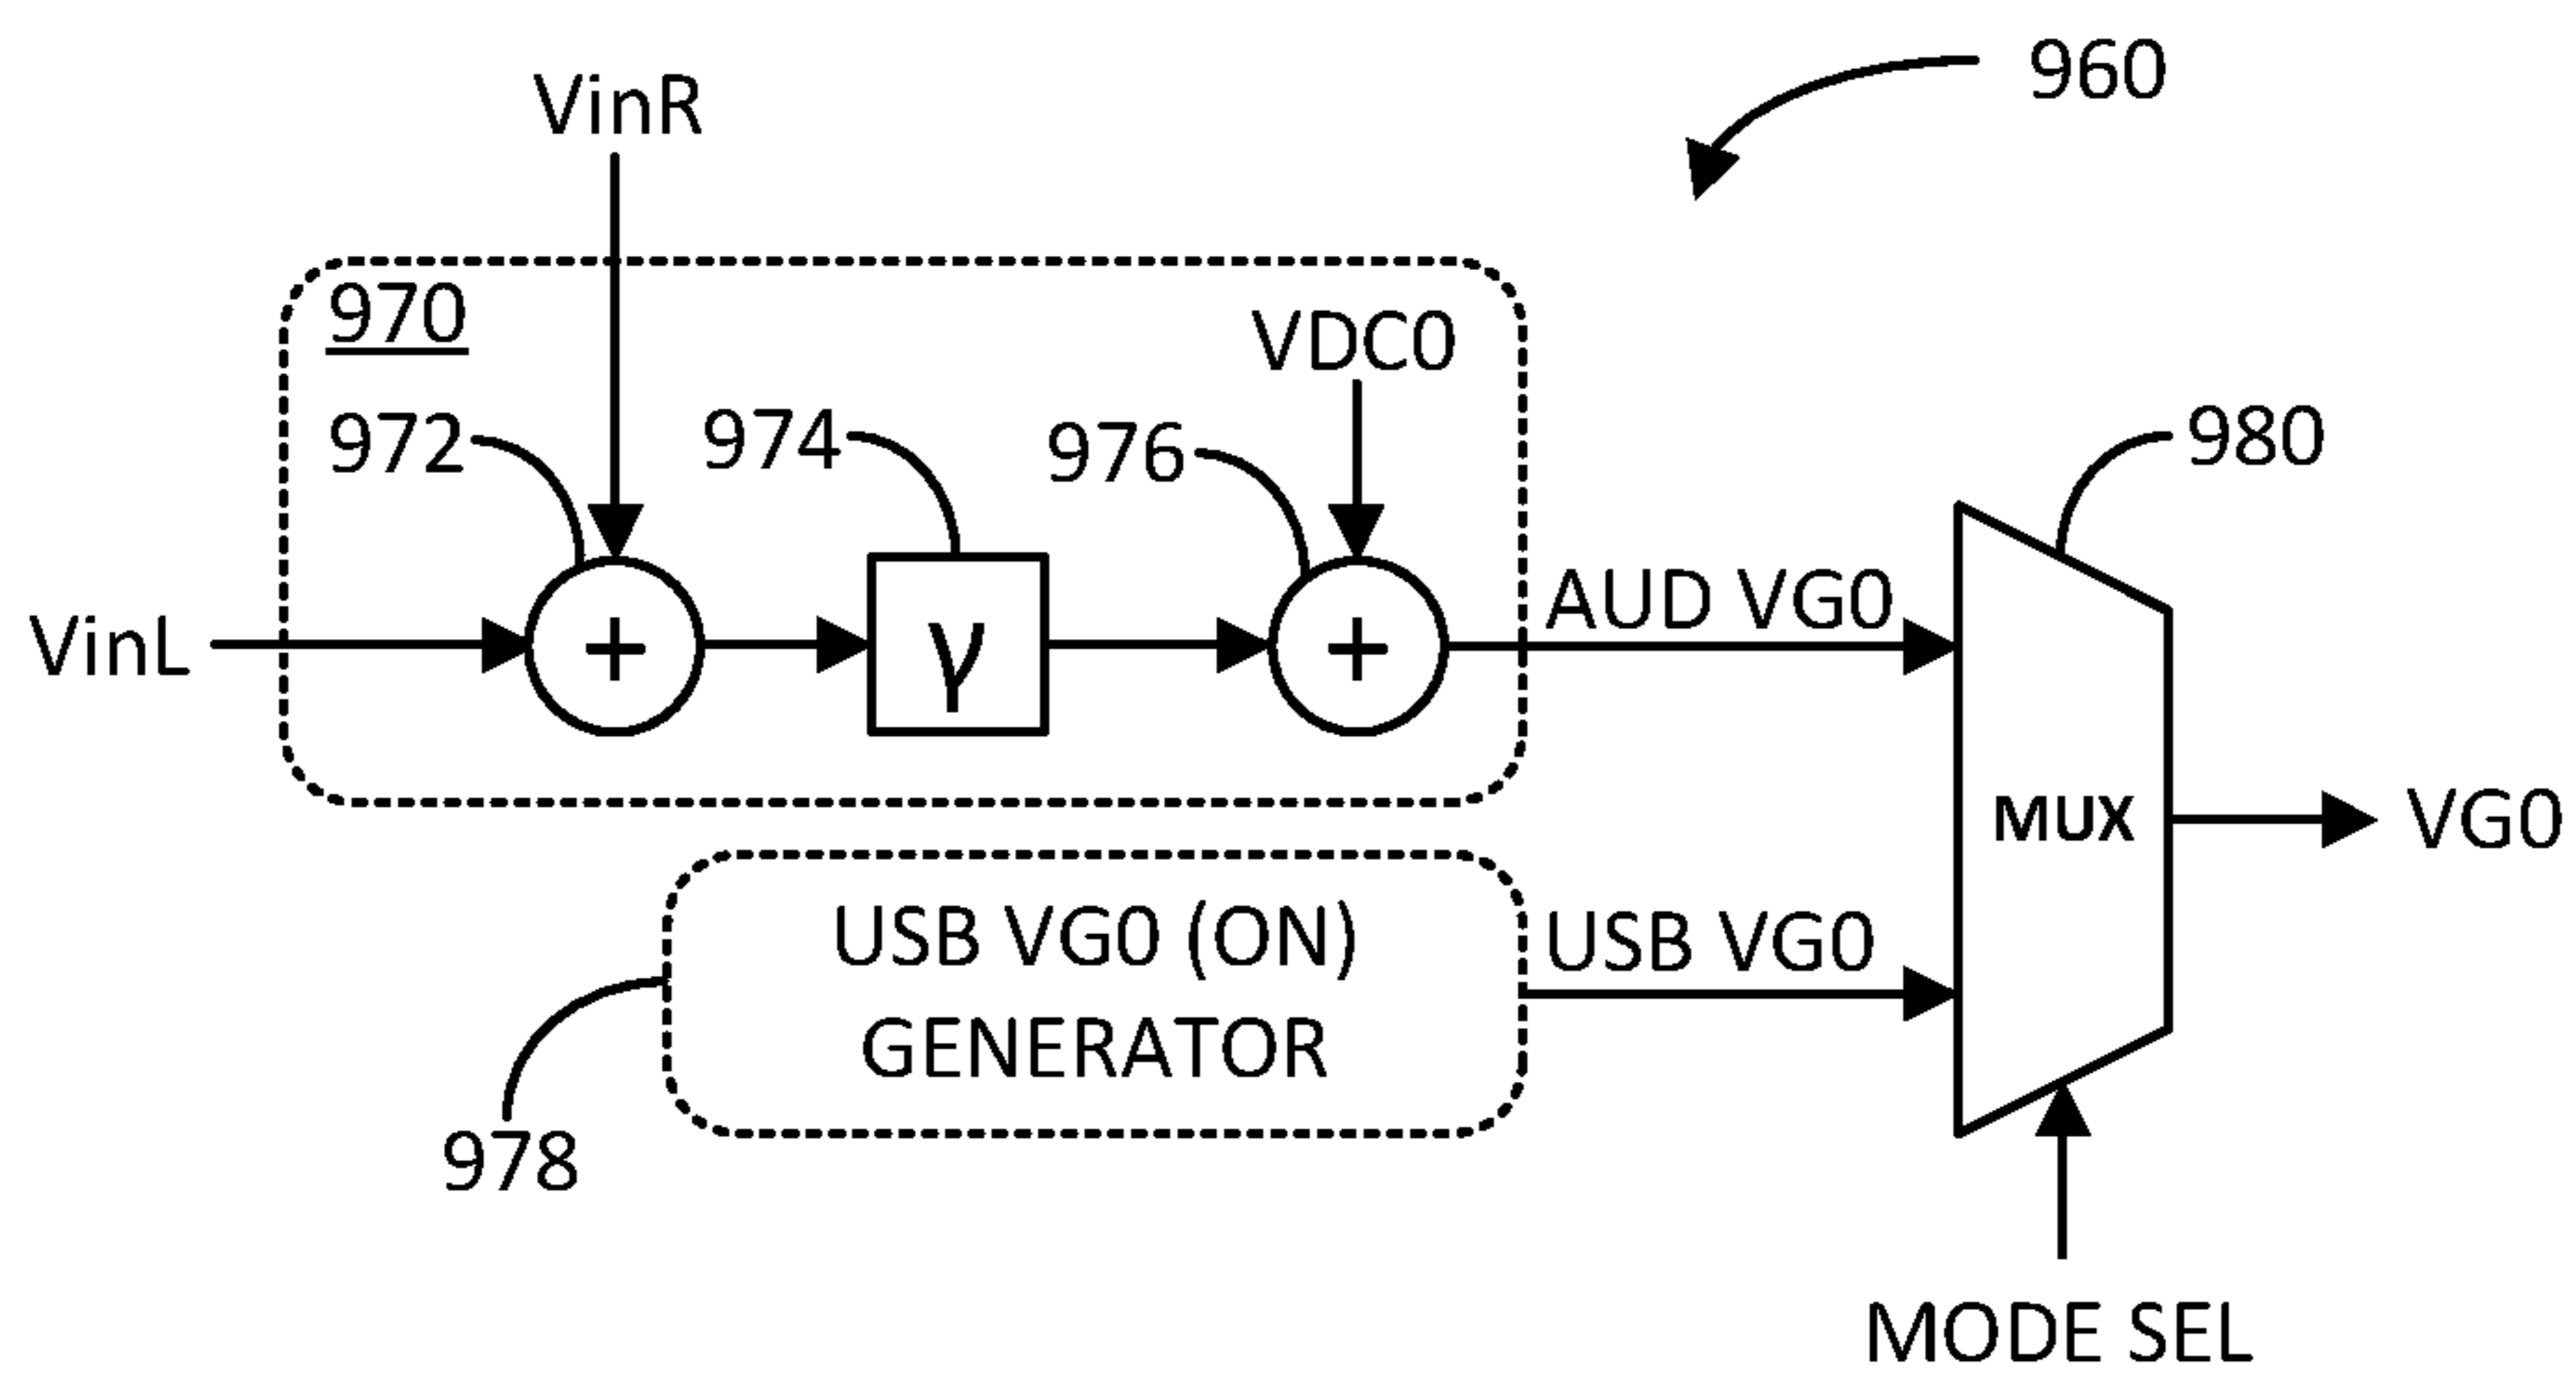 960
VinR
970
VDC0
972
974
976
980
+
γ
+
AUD VG0
VinL
MUX
VG0
USB VG0 (ON)
GENERATOR
USB VG0
978
MODE SEL